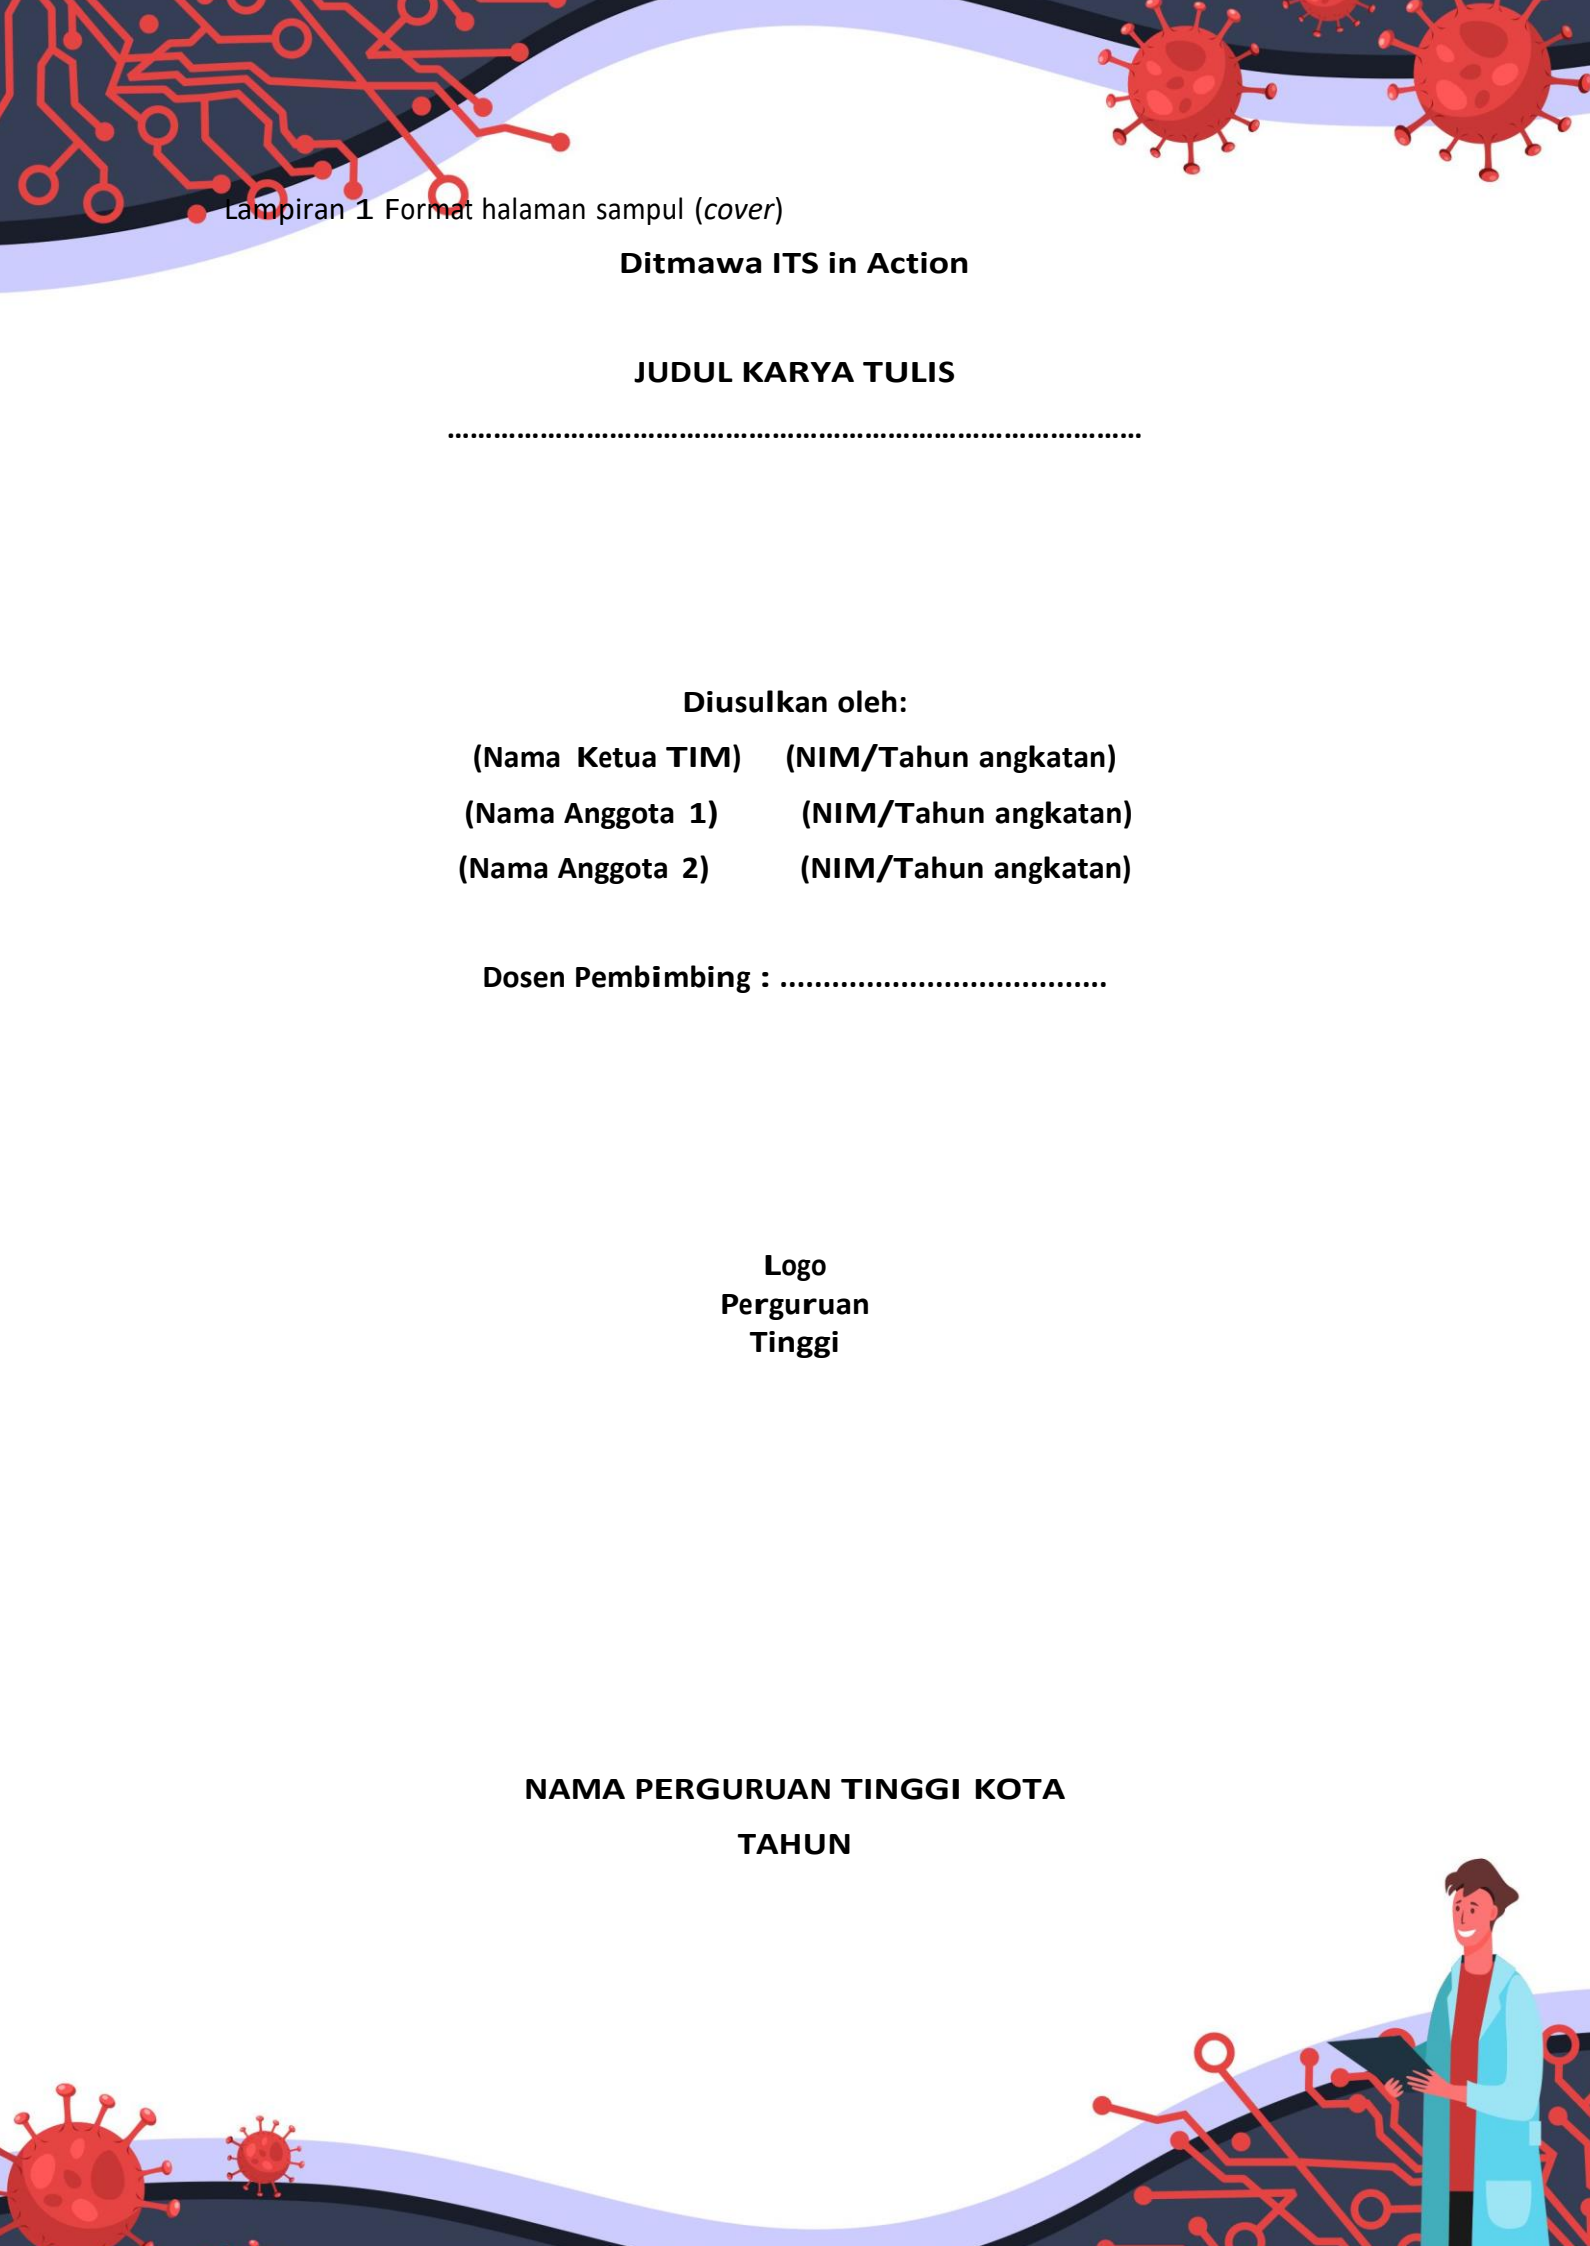 Lampiran 1 Format halaman sampul (cover)
Ditmawa ITS in Action
JUDUL KARYA TULIS
................................................................................
Diusulkan oleh:
(Nama Ketua TIM) (NIM/Tahun angkatan)
(Nama Anggota 1) (NIM/Tahun angkatan)
(Nama Anggota 2) (NIM/Tahun angkatan)
Dosen Pembimbing : ......................................
Logo
Perguruan
Tinggi
NAMA PERGURUAN TINGGI KOTA
TAHUN